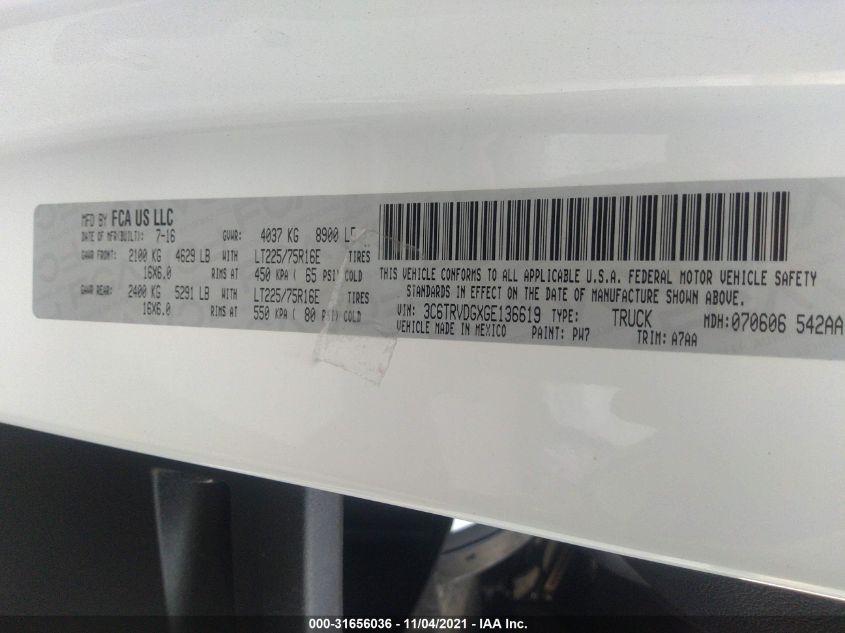 MFD BY FCA US LLC
DATE OF MFR(BUILT): 7-16 GVWR: 4037 KG 8900 LB
GAWR FRONT: 2100 KG 4629 LB WITH LT225/75R16E TIRES
16X6.0 RIMS AT 450 KPA ( 65 PSI) COLD
GAWR REAR: 2400 KG 5291 LB WITH LT225/75R16E TIRES
16X6.0 RIMS AT 550 KPA ( 80 PSI) COLD
THIS VEHICLE CONFORMS TO ALL APPLICABLE U.S.A. FEDERAL MOTOR VEHICLE SAFETY
STANDARDS IN EFFECT ON THE DATE OF MANUFACTURE SHOWN ABOVE.
VIN: 3C6TRVDGXGE136619 TYPE: TRUCK MDH:070606 542AA
VEHICLE MADE IN MEXICO PAINT: PW7 TRIM: A7AA
000-31656036 - 11/04/2021 - IAA Inc.